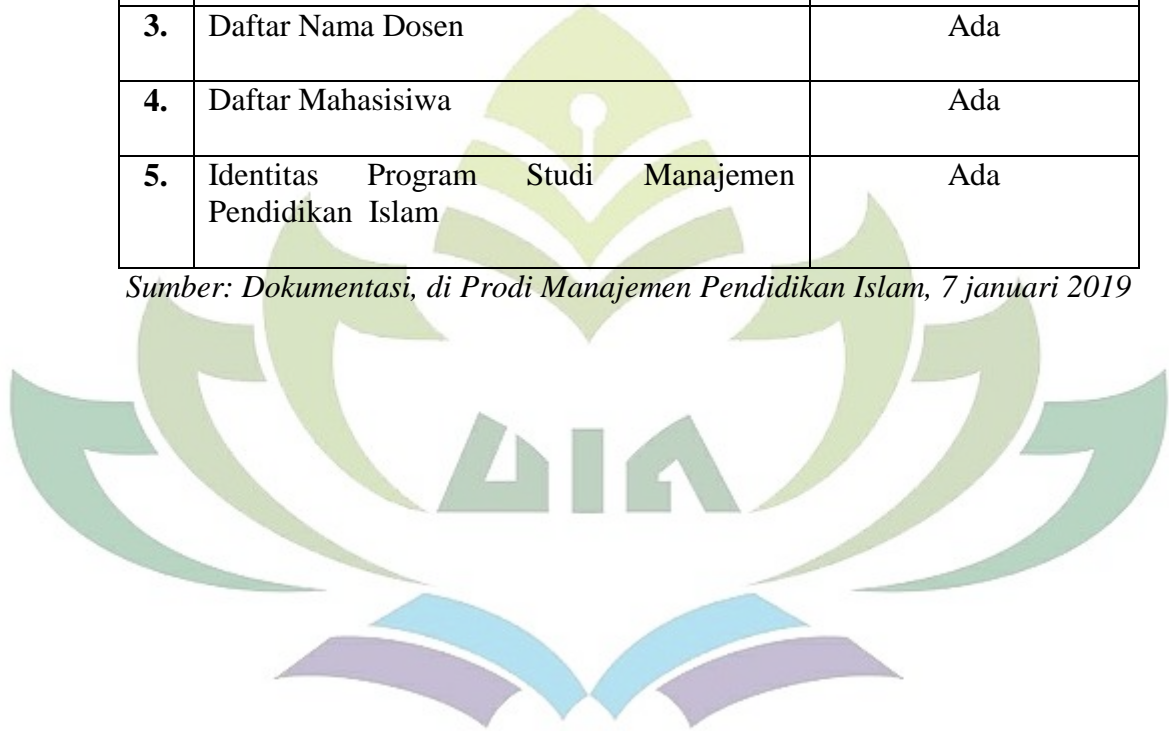 3. Daftar Nama Dosen Ada
4. Daftar Mahasisiwa Ada
5. Identitas Program Studi Manajemen Ada
Pendidikan Islam
Sumber: Dokumentasi, di Prodi Manajemen Pendidikan Islam, 7 januari 2019
UIN